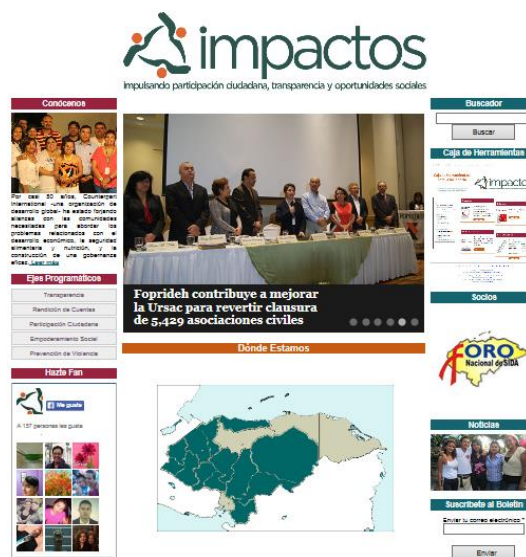 impactos
impulsando participación ciudadana, transparencia y oportunidades sociales
Conócenos
Por casi 50 años, Counterpart
International -una organización de
desarrollo global- ha estado forjando
alianzas con las comunidades
necesitadas para abordar los
problemas relacionados con el
desarrollo económico, la seguridad
alimentaria y nutrición, y la
construcción de una gobernanza
eficaz. Leer más
Ejes Programáticos
Transparencia
Rendición de Cuentas
Participación Ciudadana
Empoderamiento Social
Prevención de Violencia
Hazte Fan
Me gusta
A 157 personas les gusta
Foprideh contribuye a mejorar
la Ursac para revertir clausura
de 5,429 asociaciones civiles
Dónde Estamos
Buscador
Buscar
Caja de Herramientas
impacto
Socios
FORO
Nacional de SIDA
Noticias
Suscribete al Boletín
Enviar tu correo electrónico *
Enviar